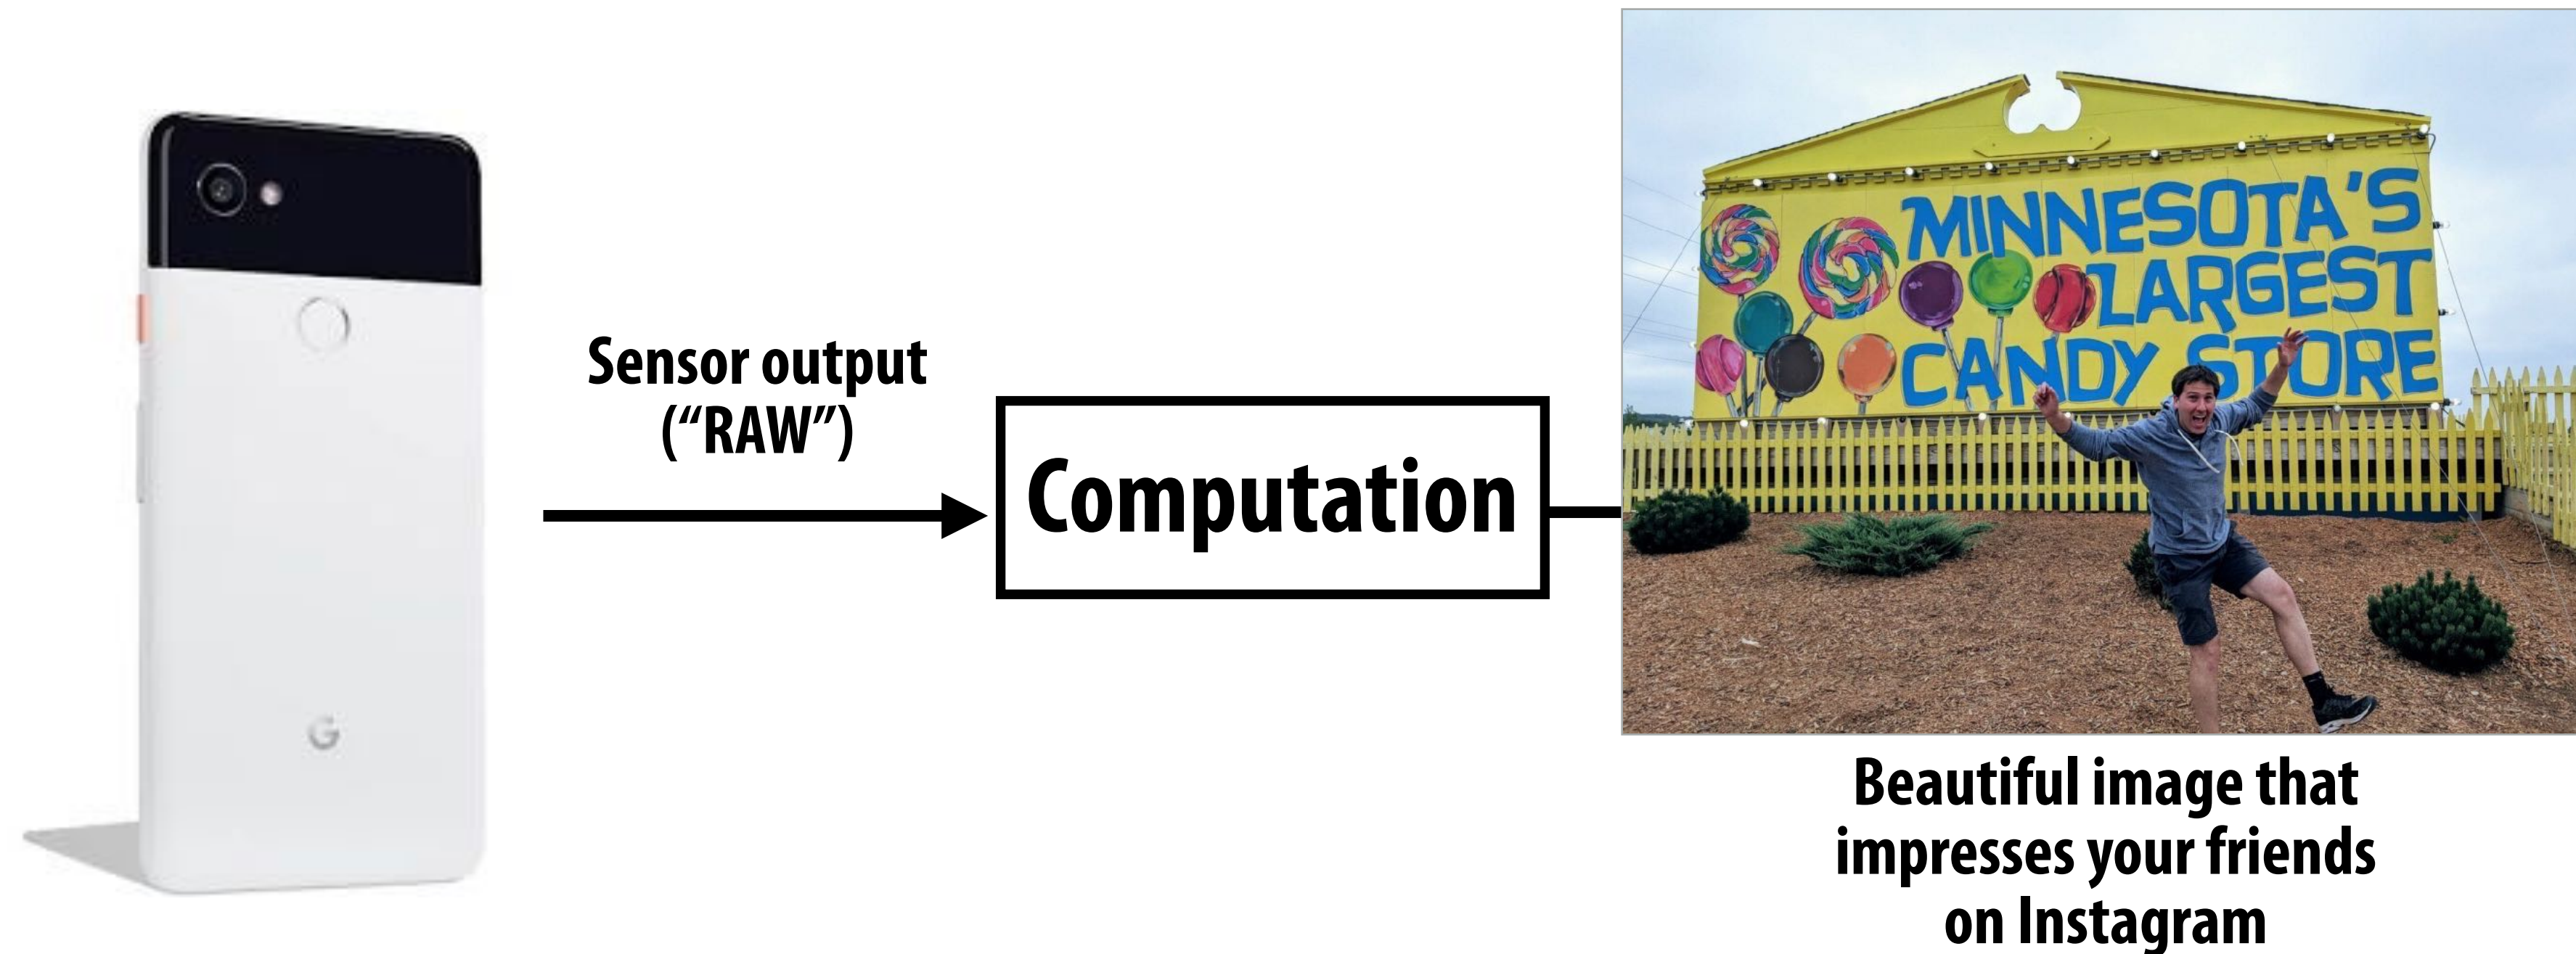 Sensor output
(“RAW”)
Computation
MINNESOTA'S
LARGEST
CANDY STORE
Beautiful image that
impresses your friends
on Instagram
G